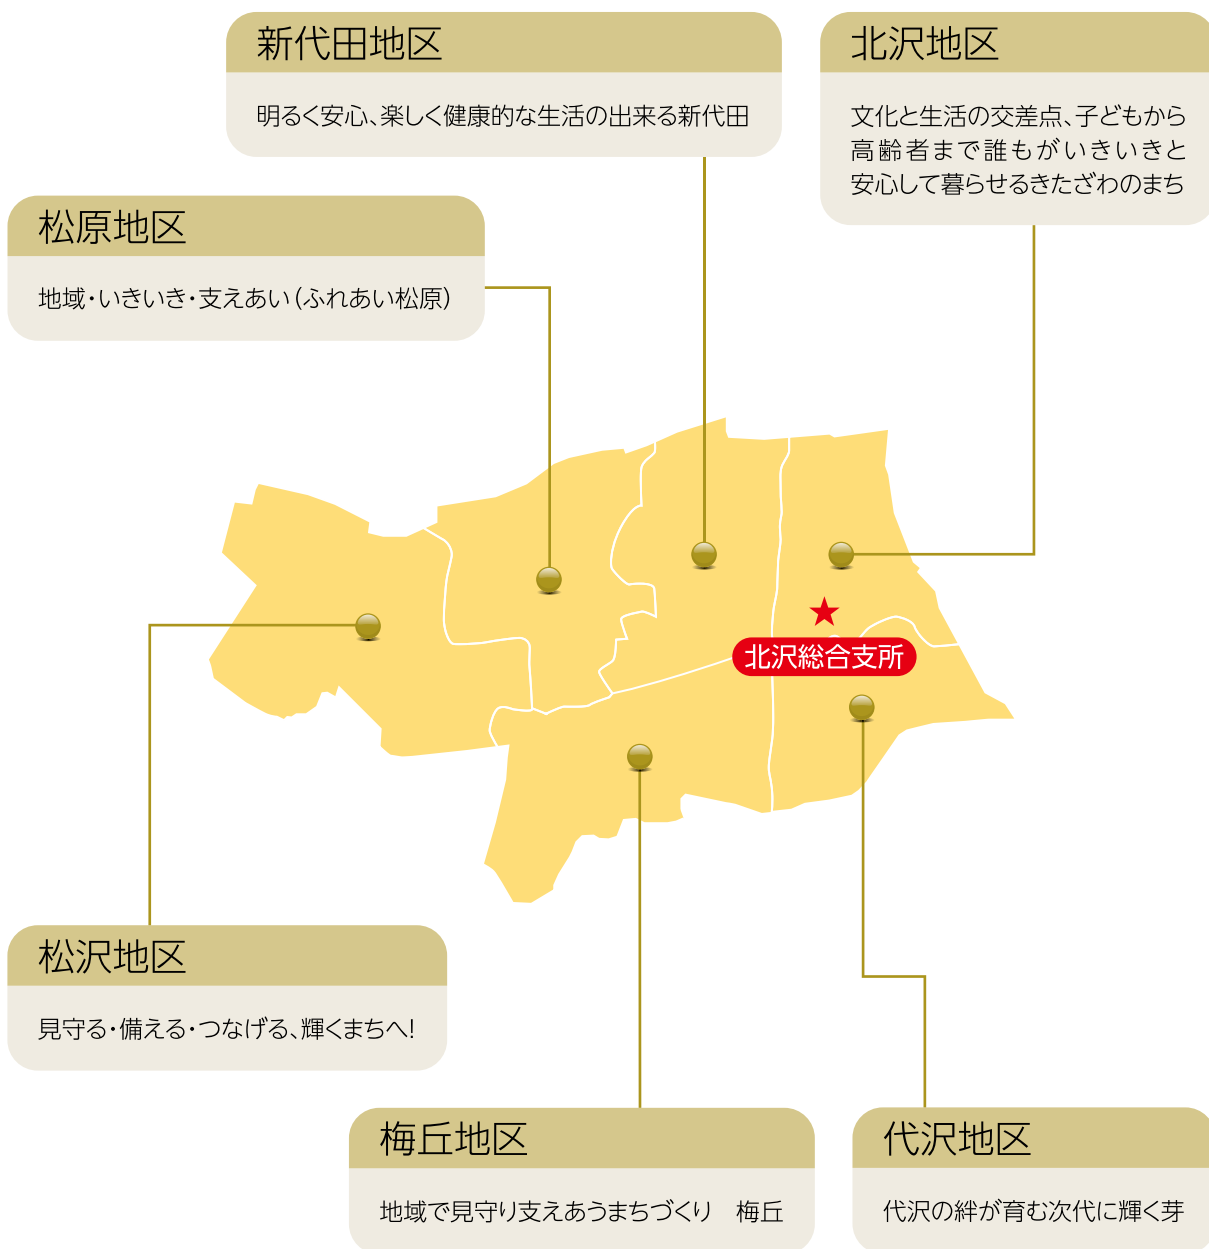 新代田地区
明るく安心、楽しく健康的な生活の出来る新代田
北沢地区
文化と生活の交差点、子どもから
高齢者まで誰もがいきいきと
安心して暮らせるきたざわのまち
松原地区
地域・いきいき・支えあい（ふれあい松原）
北沢総合支所
松沢地区
見守る・備える・つなげる、輝くまちへ!
梅丘地区
地域で見守り支えあうまちづくり　梅丘
代沢地区
代沢の絆が育む次代に輝く芽